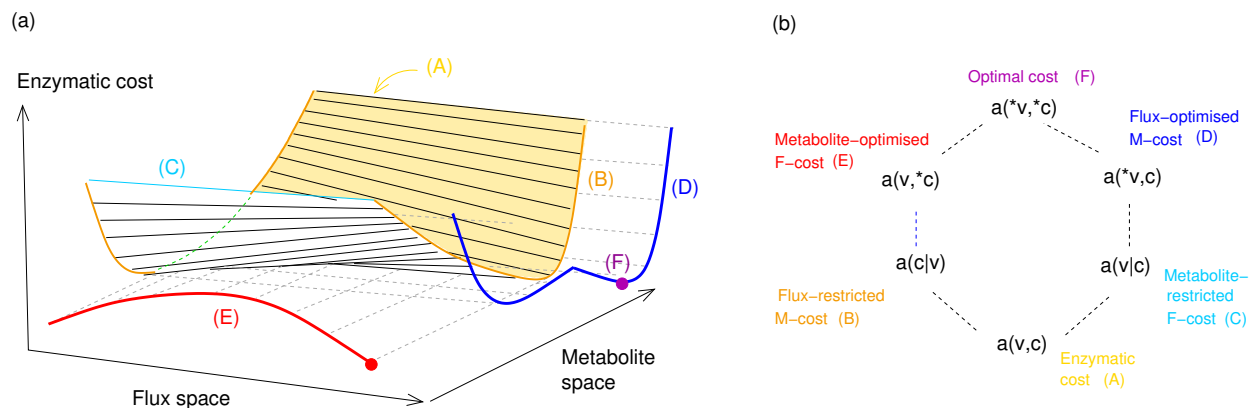 (a)
Enzymatic cost
(A)
(C)
(B)
(D)
(F)
(E)
Flux space
Metabolite
space
(b)
Optimal cost (F)
a(*v,*c)
Metabolite−optimised
F−cost (E)
Flux−optimised
M−cost (D)
a(v,*c)
a(*v,c)
a(c|v)
a(v|c)
Flux−restricted
M−cost (B)
Metabolite−
restricted
F−cost (C)
a(v,c)
Enzymatic
cost (A)